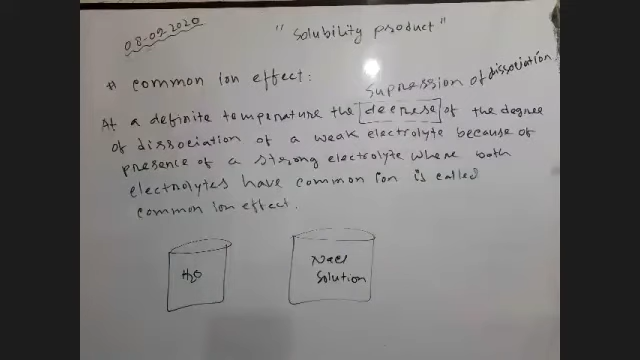 08-09-2020
"Solubility product"
# Common ion effect:
Supression of dissociation
At a definite temperature the decrese of the degree
of dissociation of a weak electrolyte because of
presence of a strong electrolyte where both
electrolytes have common ion is called
common ion effect.
H2O
NaCl
Solution